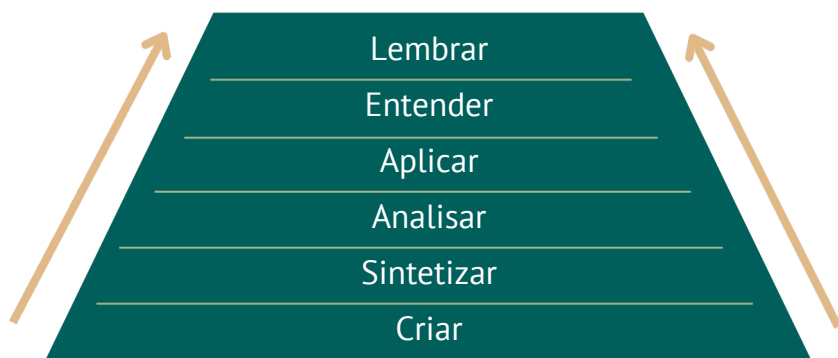 Lembrar
Entender
Aplicar
Analisar
Sintetizar
Criar